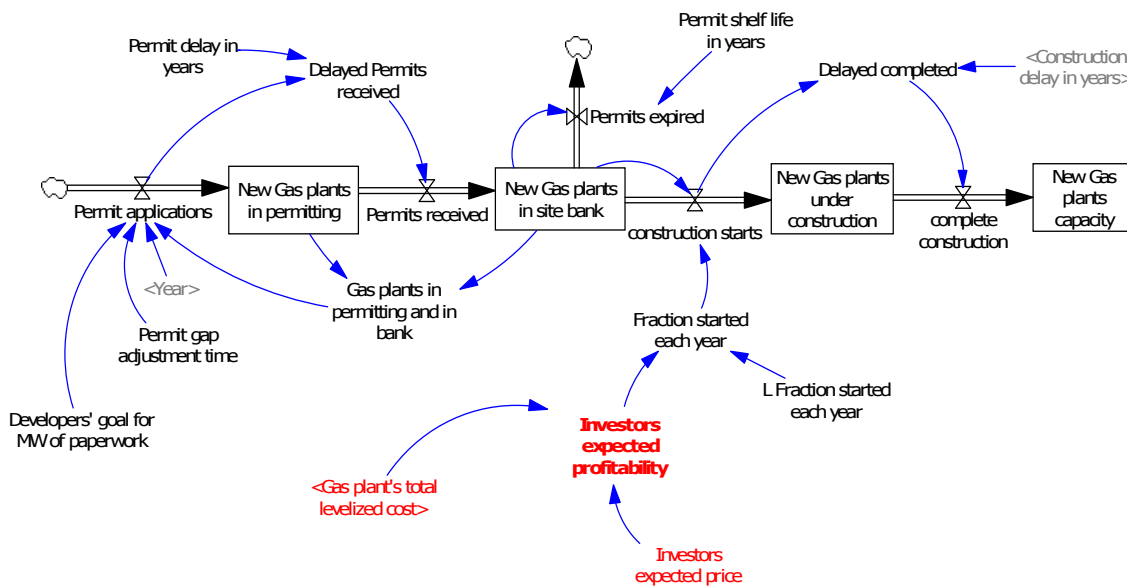 Permit delay in
years
Delayed Permits
received
Permit shelf life
in years
Delayed completed
<Construction
delay in years>
Permits expired
New Gas plants
in permitting
New Gas plants
in site bank
New Gas plants
under
construction
New Gas
plants
capacity
Permit applications
Permits received
construction starts
complete
construction
<Year>
Gas plants in
permitting and in
bank
Permit gap
adjustment time
Fraction started
each year
L Fraction started
each year
Developers' goal for
MW of paperwork
Investors
expected
profitability
<Gas plant's total
levelized cost>
Investors
expected price